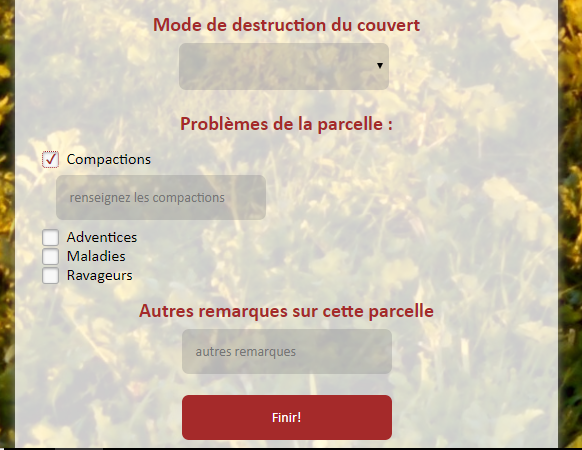 Mode de destruction du couvert
Problèmes de la parcelle :
Compactions
renseignez les compactions
Adventices
Maladies
Ravageurs
Autres remarques sur cette parcelle
autres remarques
Finir!